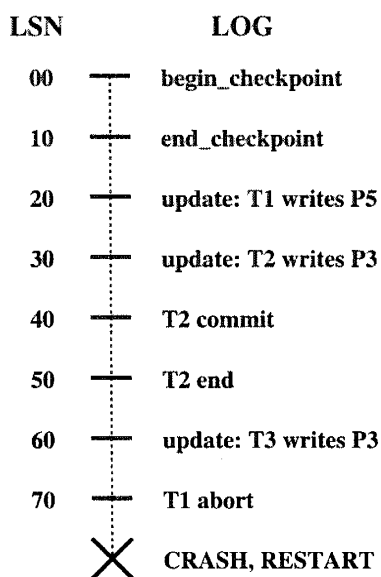 LSN LOG
00 begin_checkpoint
10 end_checkpoint
20 update: T1 writes P5
30 update: T2 writes P3
40 T2 commit
50 T2 end
60 update: T3 writes P3
70 T1 abort
CRASH, RESTART